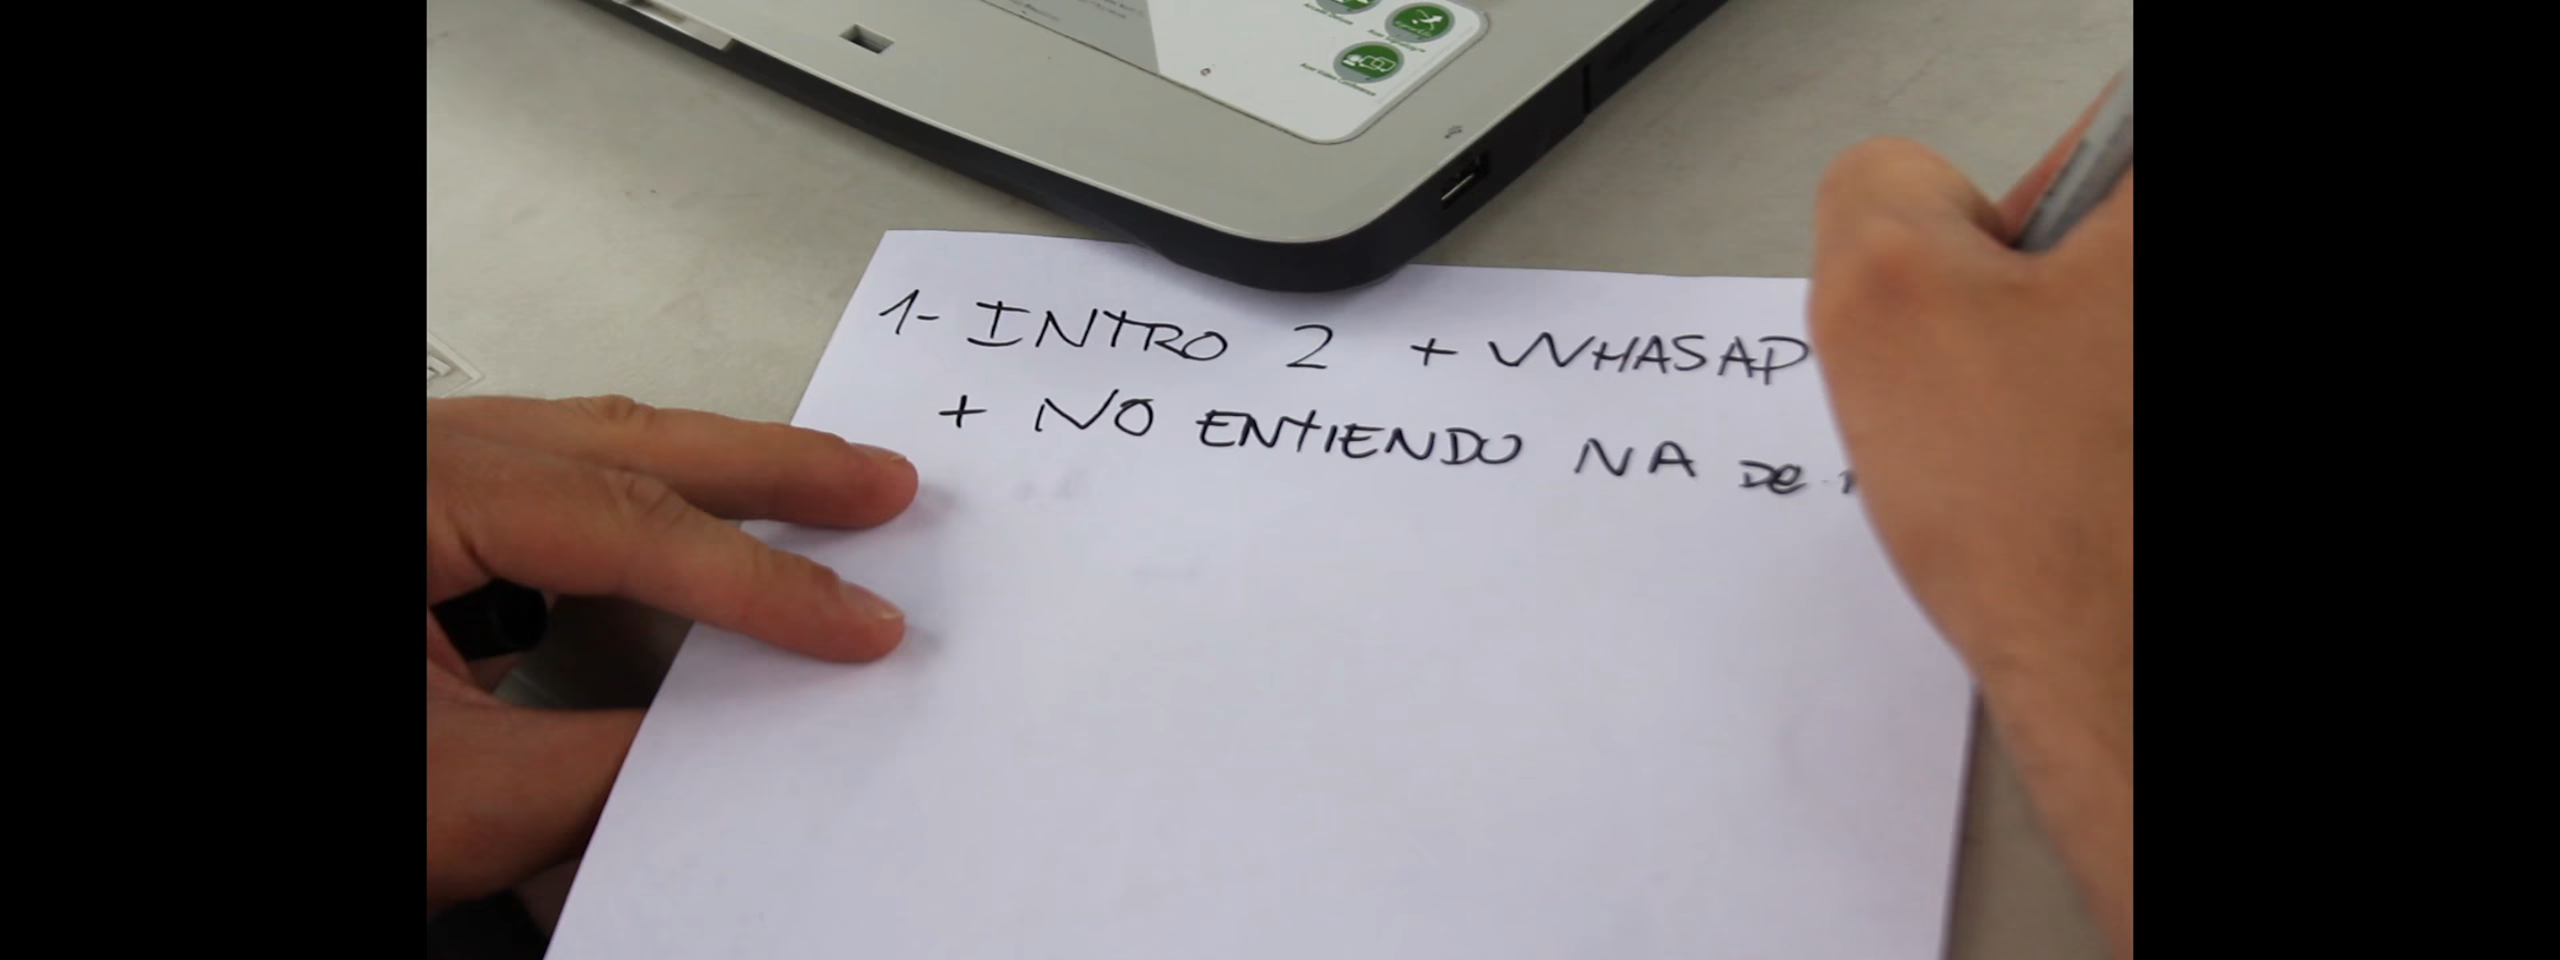 1- INTRO 2 + WHASAP
+ NO ENTIENDO NA DE